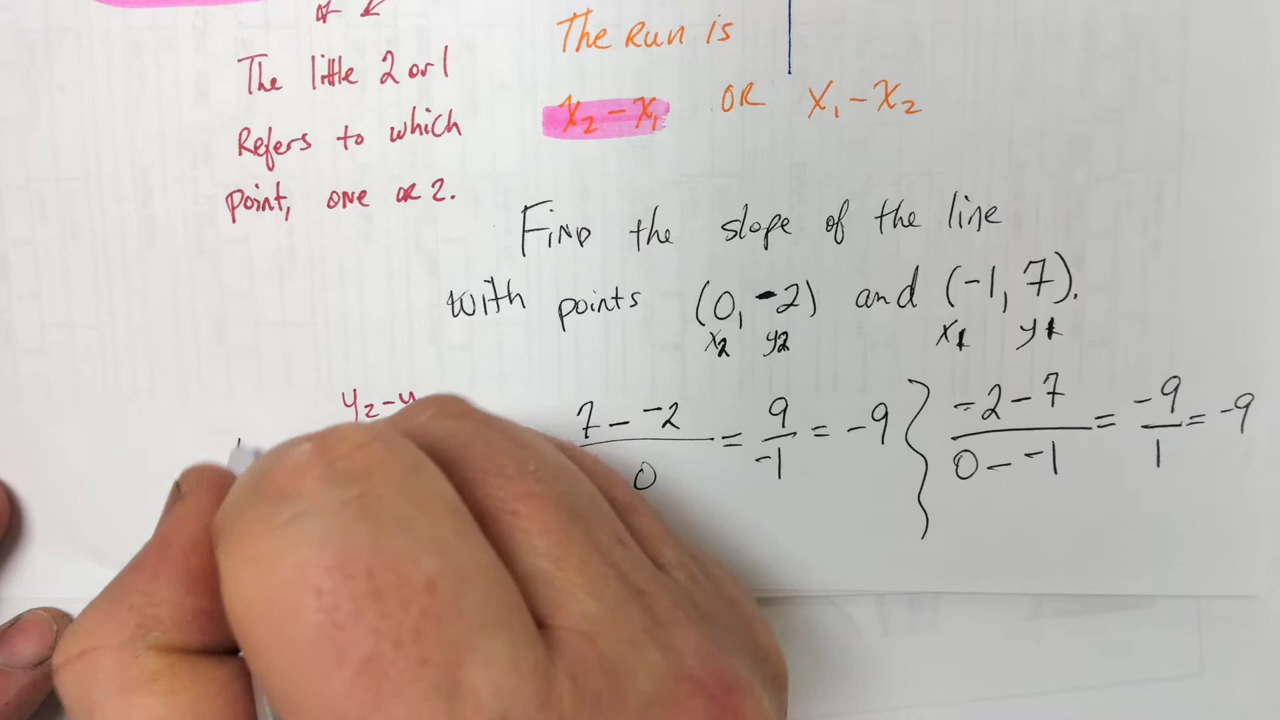 The little 2 or 1
Refers to which
point, one or 2.
The Run is
x₂ - x₁ OR x₁ - x₂
Find the slope of the line
with points (0, -2) and (-1, 7).
x₂ y₂ x₁ y₁
y₂ - y
7 - -2 = 9 = -9 } -2 - 7 = -9 = -9
0 -1 0 - -1 1